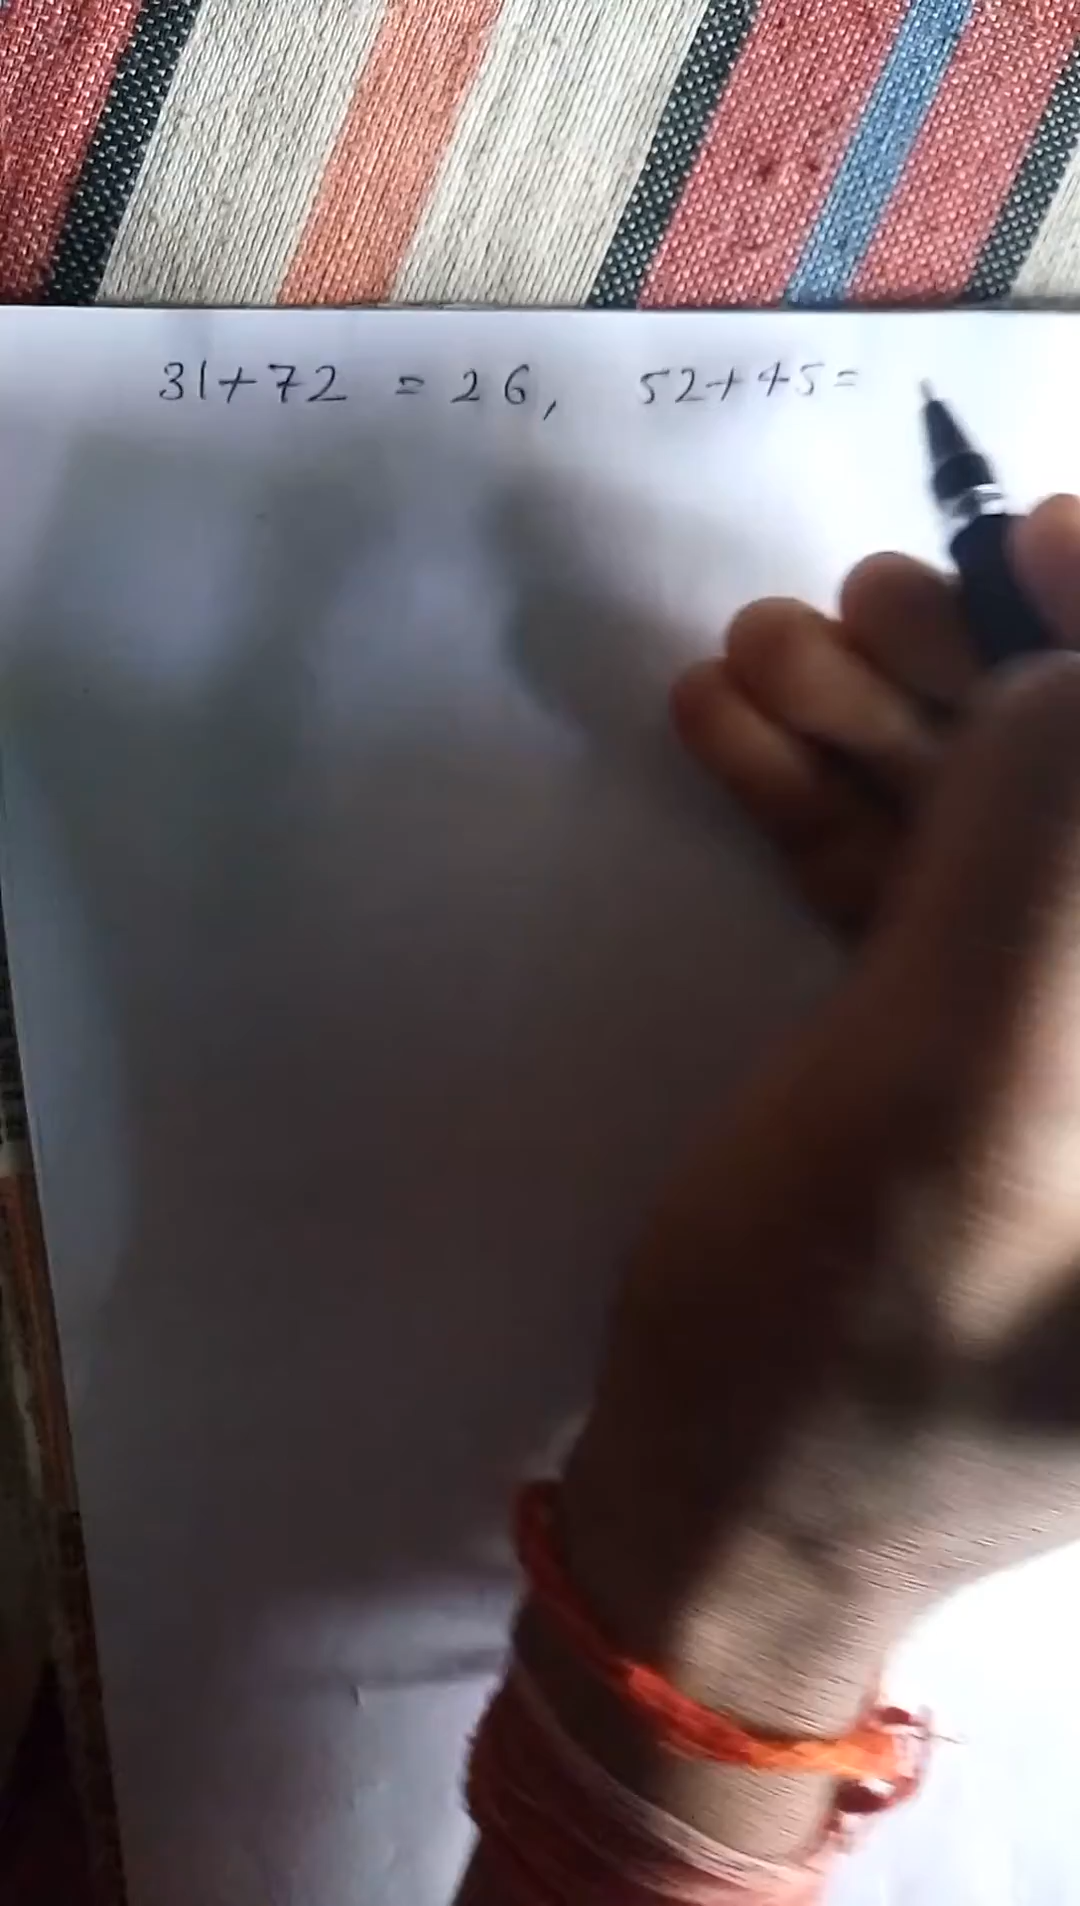 31+72 = 26, 52+45=